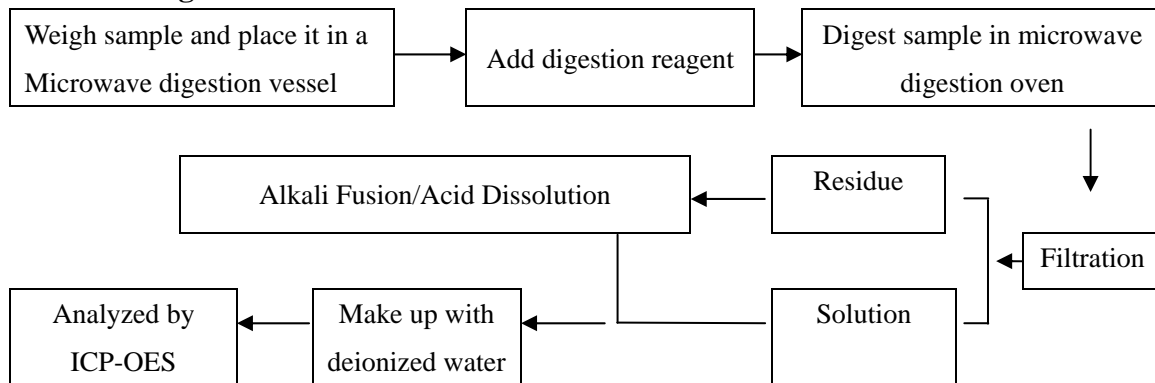 Weigh sample and place it in a
Microwave digestion vessel
Add digestion reagent
Digest sample in microwave
digestion oven
Alkali Fusion/Acid Dissolution
Residue
Filtration
Analyzed by
ICP-OES
Make up with
deionized water
Solution